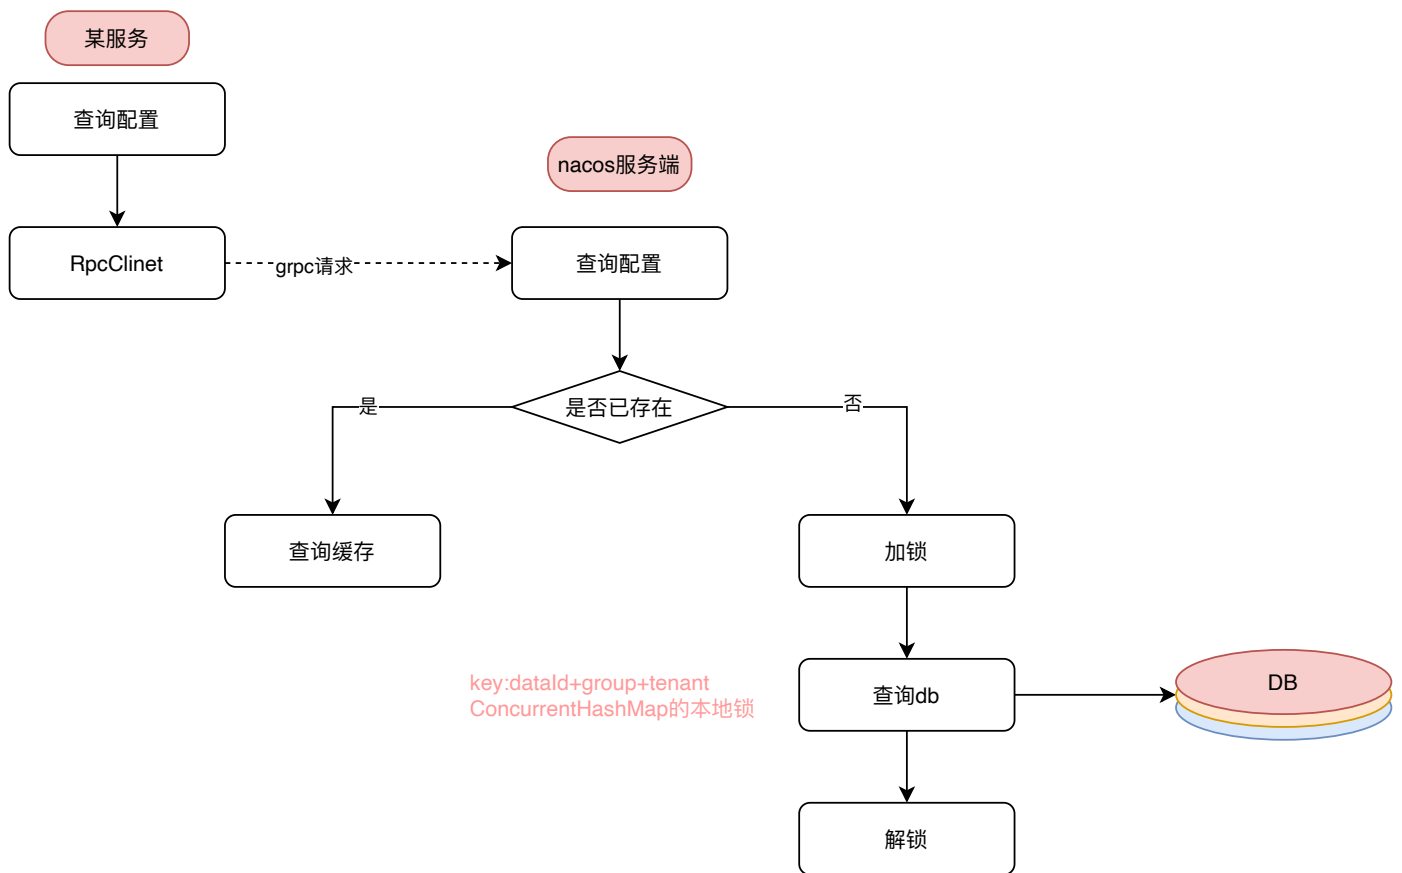 某服务
查询配置
nacos服务端
RpcClinet
grpc请求
查询配置
是否已存在
是
否
查询缓存
加锁
key:dataId+group+tenant
ConcurrentHashMap的本地锁
查询db
DB
解锁